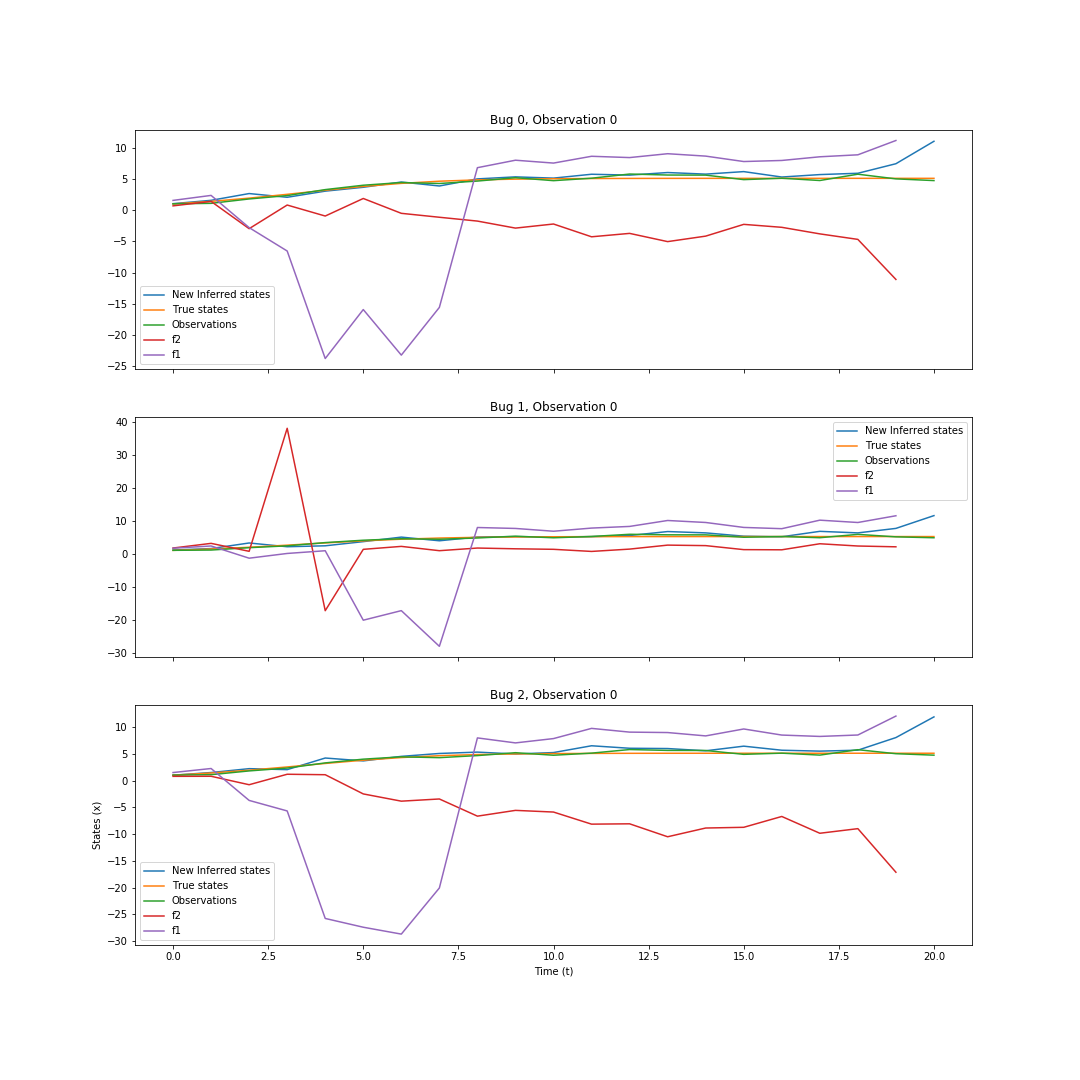 Bug 0, Observation 0
10
5
0
−5
−10
−15
−20
−25
New Inferred states
True states
Observations
f2
f1
Bug 1, Observation 0
40
30
20
10
0
−10
−20
−30
New Inferred states
True states
Observations
f2
f1
Bug 2, Observation 0
10
5
0
−5
−10
−15
−20
−25
−30
States (x)
New Inferred states
True states
Observations
f2
f1
0.0 2.5 5.0 7.5 10.0 12.5 15.0 17.5 20.0
Time (t)